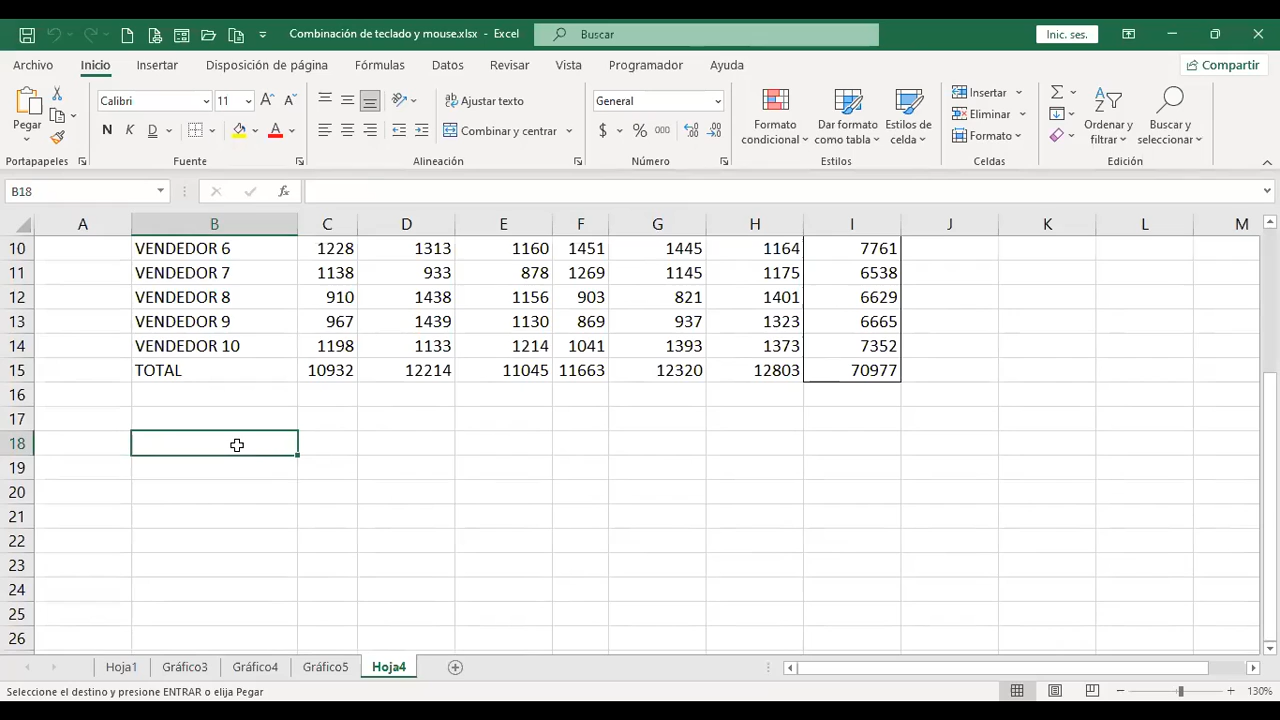 Combinación de teclado y mouse.xlsx - Excel
Buscar
Inic. ses.
Archivo Inicio Insertar Disposición de página Fórmulas Datos Revisar Vista Programador Ayuda
Compartir
Pegar
Portapapeles
Calibri 11
N K D
Fuente
Ajustar texto
Combinar y centrar
Alineación
General
$ % 000
Número
Formato condicional
Dar formato como tabla
Estilos de celda
Estilos
Insertar
Eliminar
Formato
Celdas
Ordenar y filtrar
Buscar y seleccionar
Edición
B18
fx
A B C D E F G H I J K L M
10 VENDEDOR 6 1228 1313 1160 1451 1445 1164 7761
11 VENDEDOR 7 1138 933 878 1269 1145 1175 6538
12 VENDEDOR 8 910 1438 1156 903 821 1401 6629
13 VENDEDOR 9 967 1439 1130 869 937 1323 6665
14 VENDEDOR 10 1198 1133 1214 1041 1393 1373 7352
15 TOTAL 10932 12214 11045 11663 12320 12803 70977
16
17
18
19
20
21
22
23
24
25
26
Hoja1 Gráfico3 Gráfico4 Gráfico5 Hoja4
Seleccione el destino y presione ENTRAR o elija Pegar
130%